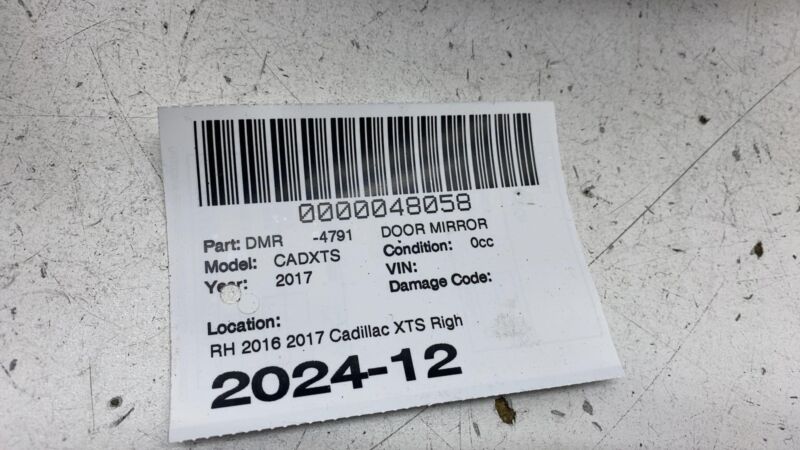 0000048058
Part: DMR -4791 DOOR MIRROR
Model: CADXTS Condition: 0cc
Year: 2017 VIN:
Damage Code:
Location:
RH 2016 2017 Cadillac XTS Righ
2024-12